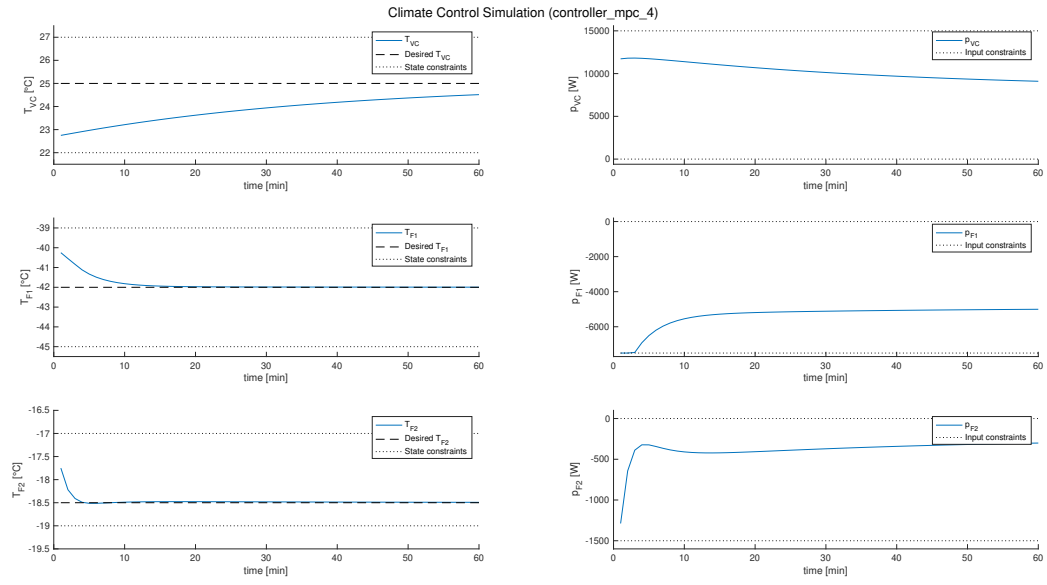 Climate Control Simulation (controller_mpc_4)
27
26
25
24
23
22
T_VC [°C]
0 10 20 30 40 50 60
time [min]
T_VC
Desired T_VC
State constraints
15000
10000
5000
0
p_VC [W]
0 10 20 30 40 50 60
time [min]
p_VC
Input constraints
-39
-40
-41
-42
-43
-44
-45
T_F1 [°C]
0 10 20 30 40 50 60
time [min]
T_F1
Desired T_F1
State constraints
0
-2000
-4000
-6000
p_F1 [W]
0 10 20 30 40 50 60
time [min]
p_F1
Input constraints
-16.5
-17
-17.5
-18
-18.5
-19
-19.5
T_F2 [°C]
0 10 20 30 40 50 60
time [min]
T_F2
Desired T_F2
State constraints
0
-500
-1000
-1500
p_F2 [W]
0 10 20 30 40 50 60
time [min]
p_F2
Input constraints